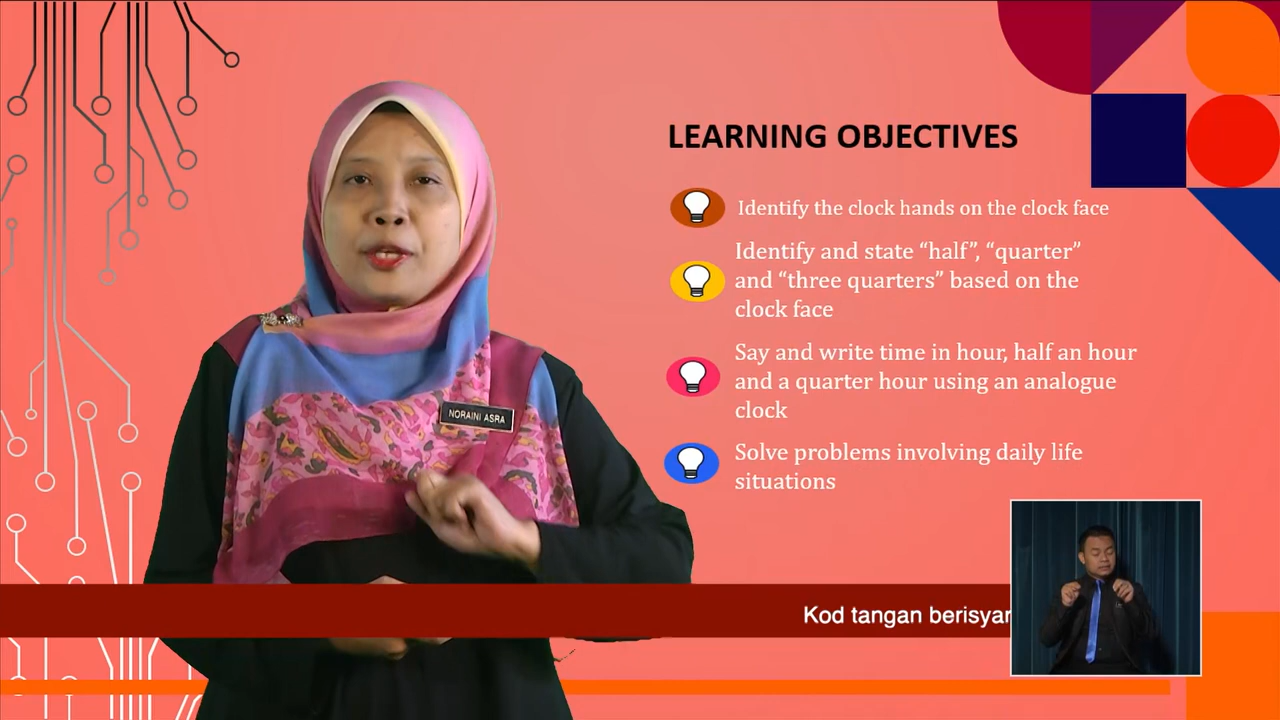 LEARNING OBJECTIVES
Identify the clock hands on the clock face
Identify and state “half”, “quarter”
and “three quarters” based on the
clock face
Say and write time in hour, half an hour
and a quarter hour using an analogue
clock
Solve problems involving daily life
situations
NORAINI ASRA
Kod tangan berisyar